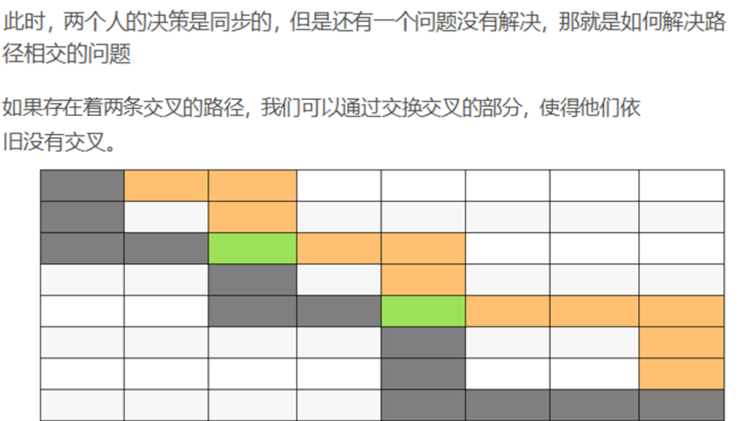 此时，两个人的决策是同步的，但是还有一个问题没有解决，那就是如何解决路
径相交的问题
如果存在着两条交叉的路径，我们可以通过交换交叉的部分，使得他们依
旧没有交叉。